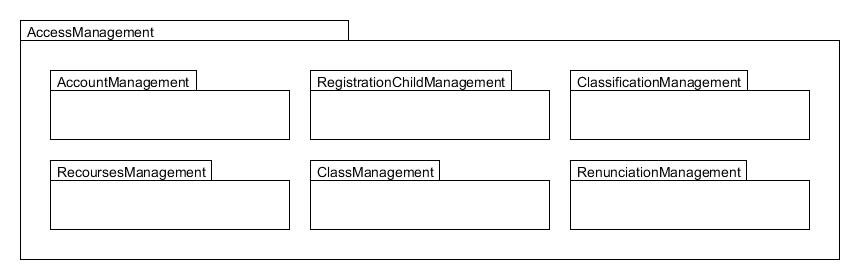 AccessManagement
AccountManagement
RegistrationChildManagement
ClassificationManagement
RecoursesManagement
ClassManagement
RenunciationManagement